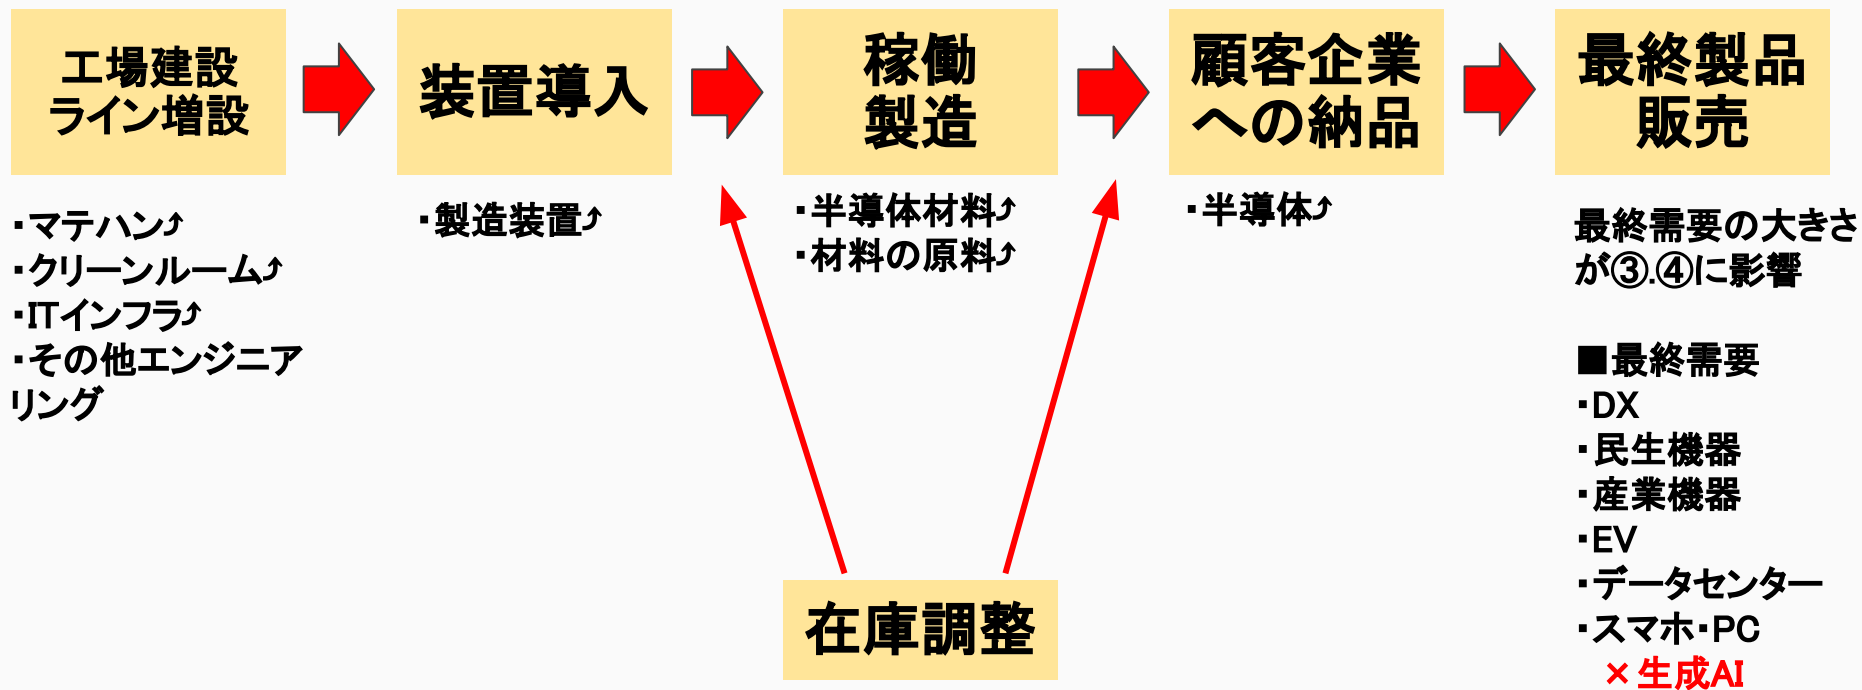 工場建設
ライン増設
装置導入
稼働
製造
顧客企業
への納品
最終製品
販売
・マテハン⤴
・クリーンルーム⤴
・ITインフラ⤴
・その他エンジニア
リング
・製造装置⤴
・半導体材料⤴
・材料の原料⤴
・半導体⤴
最終需要の大きさ
が③.④に影響
■最終需要
・DX
・民生機器
・産業機器
・EV
・データセンター
・スマホ・PC
×生成AI
在庫調整